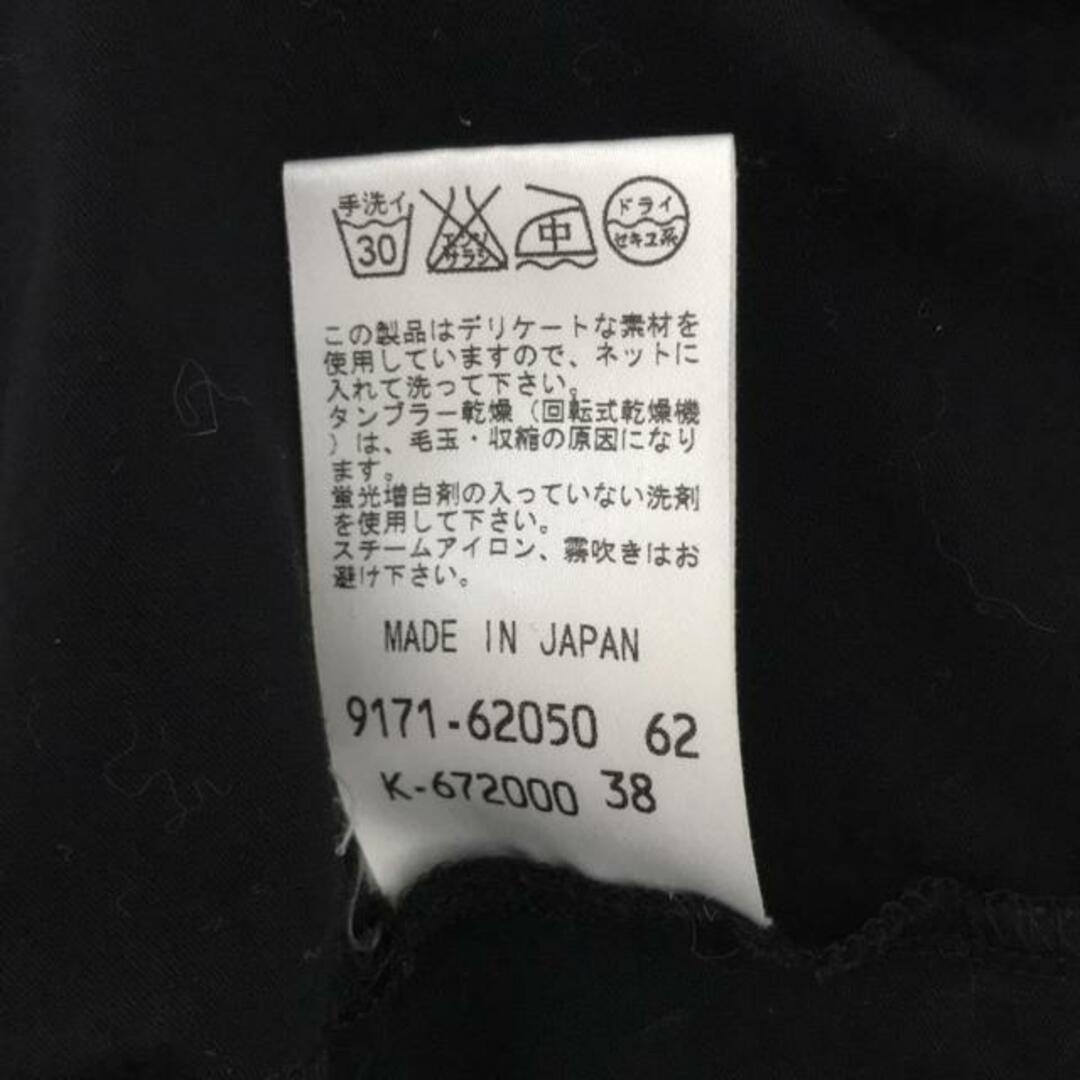 手洗イ
30
エンソ
サラシ
中
ドライ
セキユ系
この製品はデリケートな素材を
使用していますので、ネットに
入れて洗って下さい。
タンブラー乾燥（回転式乾燥機
）は、毛玉・収縮の原因になり
ます。
蛍光増白剤の入っていない洗剤
を使用して下さい。
スチームアイロン、霧吹きはお
避け下さい。
MADE IN JAPAN
9171-62050 62
K-672000 38